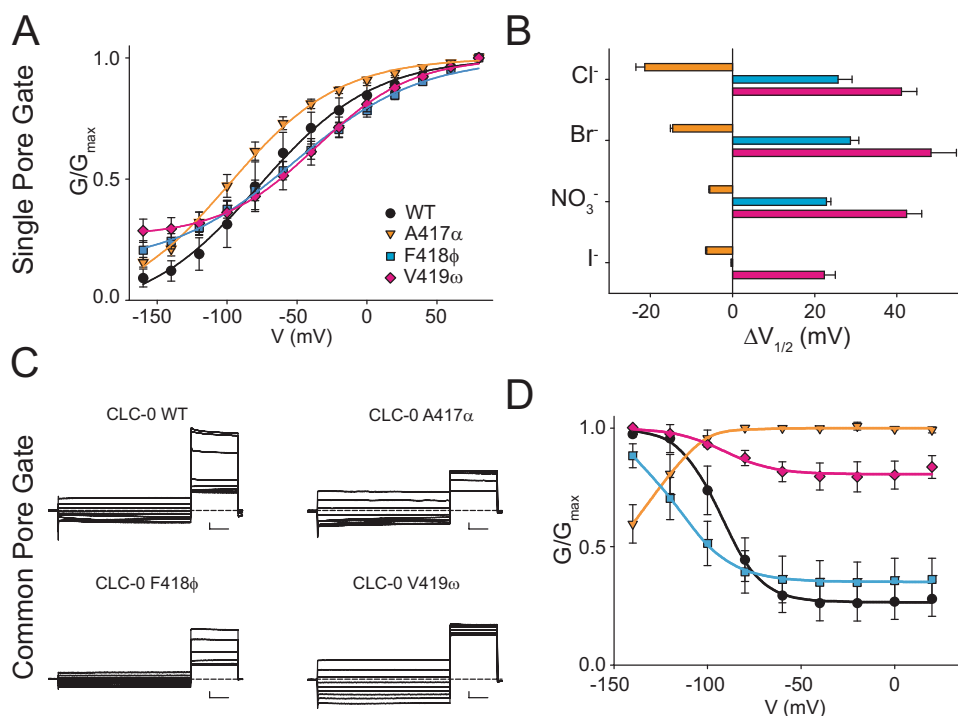 A
Single Pore Gate
G/Gmax
1.0
0.5
0.0
-150
-100
-50
0
50
V (mV)
WT
A417α
F418ϕ
V419ω
B
Cl-
Br-
NO3-
I-
-20
0
20
40
ΔV1/2 (mV)
C
Common Pore Gate
CLC-0 WT
CLC-0 A417α
CLC-0 F418ϕ
CLC-0 V419ω
D
G/Gmax
1.0
0.5
0.0
-150
-100
-50
0
V (mV)